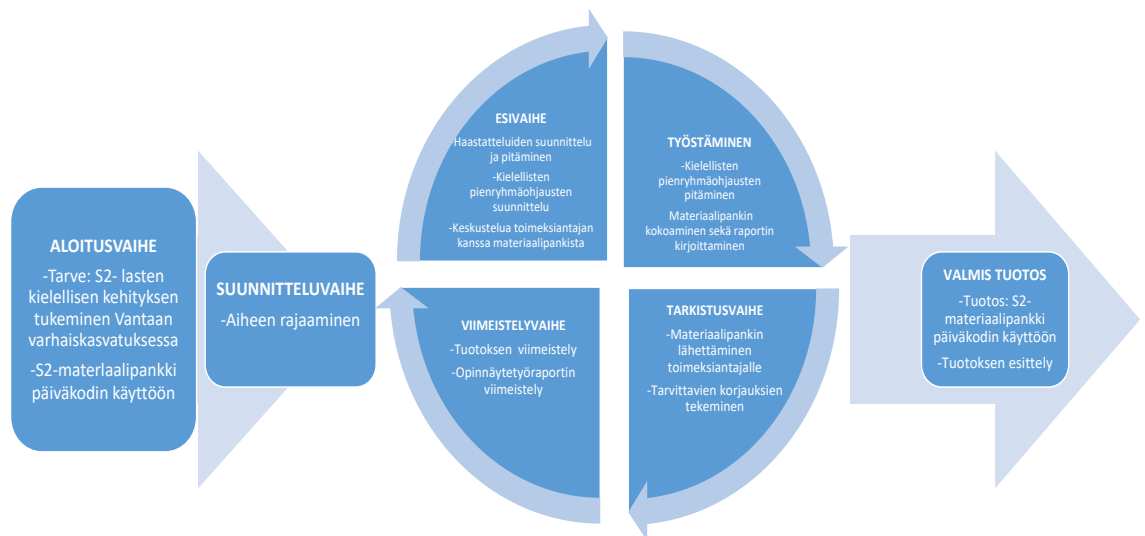 ALOITUSVAIHE
-Tarve: S2- lasten
kielellisen kehityksen
tukeminen Vantaan
varhaiskasvatuksessa
-S2-materIaalipankki
päiväkodin käyttöön
SUUNNITTELUVAIHE
-Aiheen rajaaminen
ESIVAIHE
-Haastatteluiden suunnittelu
ja pitäminen
-Kielellisten
pienryhmäohjausten
suunnittelu
-Keskustelua toimeksiantajan
kanssa materiaalipankista
TYÖSTÄMINEN
-Kielellisten
pienryhmäohjausten
pitäminen
Materiaalipankin
kokoaminen sekä raportin
kirjoittaminen
TARKISTUSVAIHE
-Materiaalipankin
lähettäminen
toimeksiantajalle
-Tarvittavien korjauksien
tekeminen
VIIMEISTELYVAIHE
-Tuotoksen viimeistely
-Opinnäytetyöraportin
viimeistely
VALMIS TUOTOS
-Tuotos: S2-
materiaalipankki
päiväkodin käyttöön
-Tuotoksen esittely